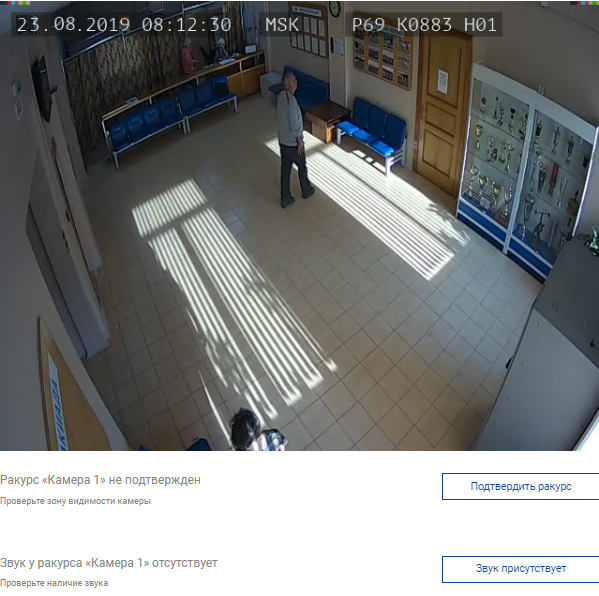 23.08.2019 08:12:30 MSK P69 K0883 H01
Ракурс «Камера 1» не подтвержден
Подтвердить ракурс
Проверьте зону видимости камеры
Звук у ракурса «Камера 1» отсутствует
Звук присутствует
Проверьте наличие звука